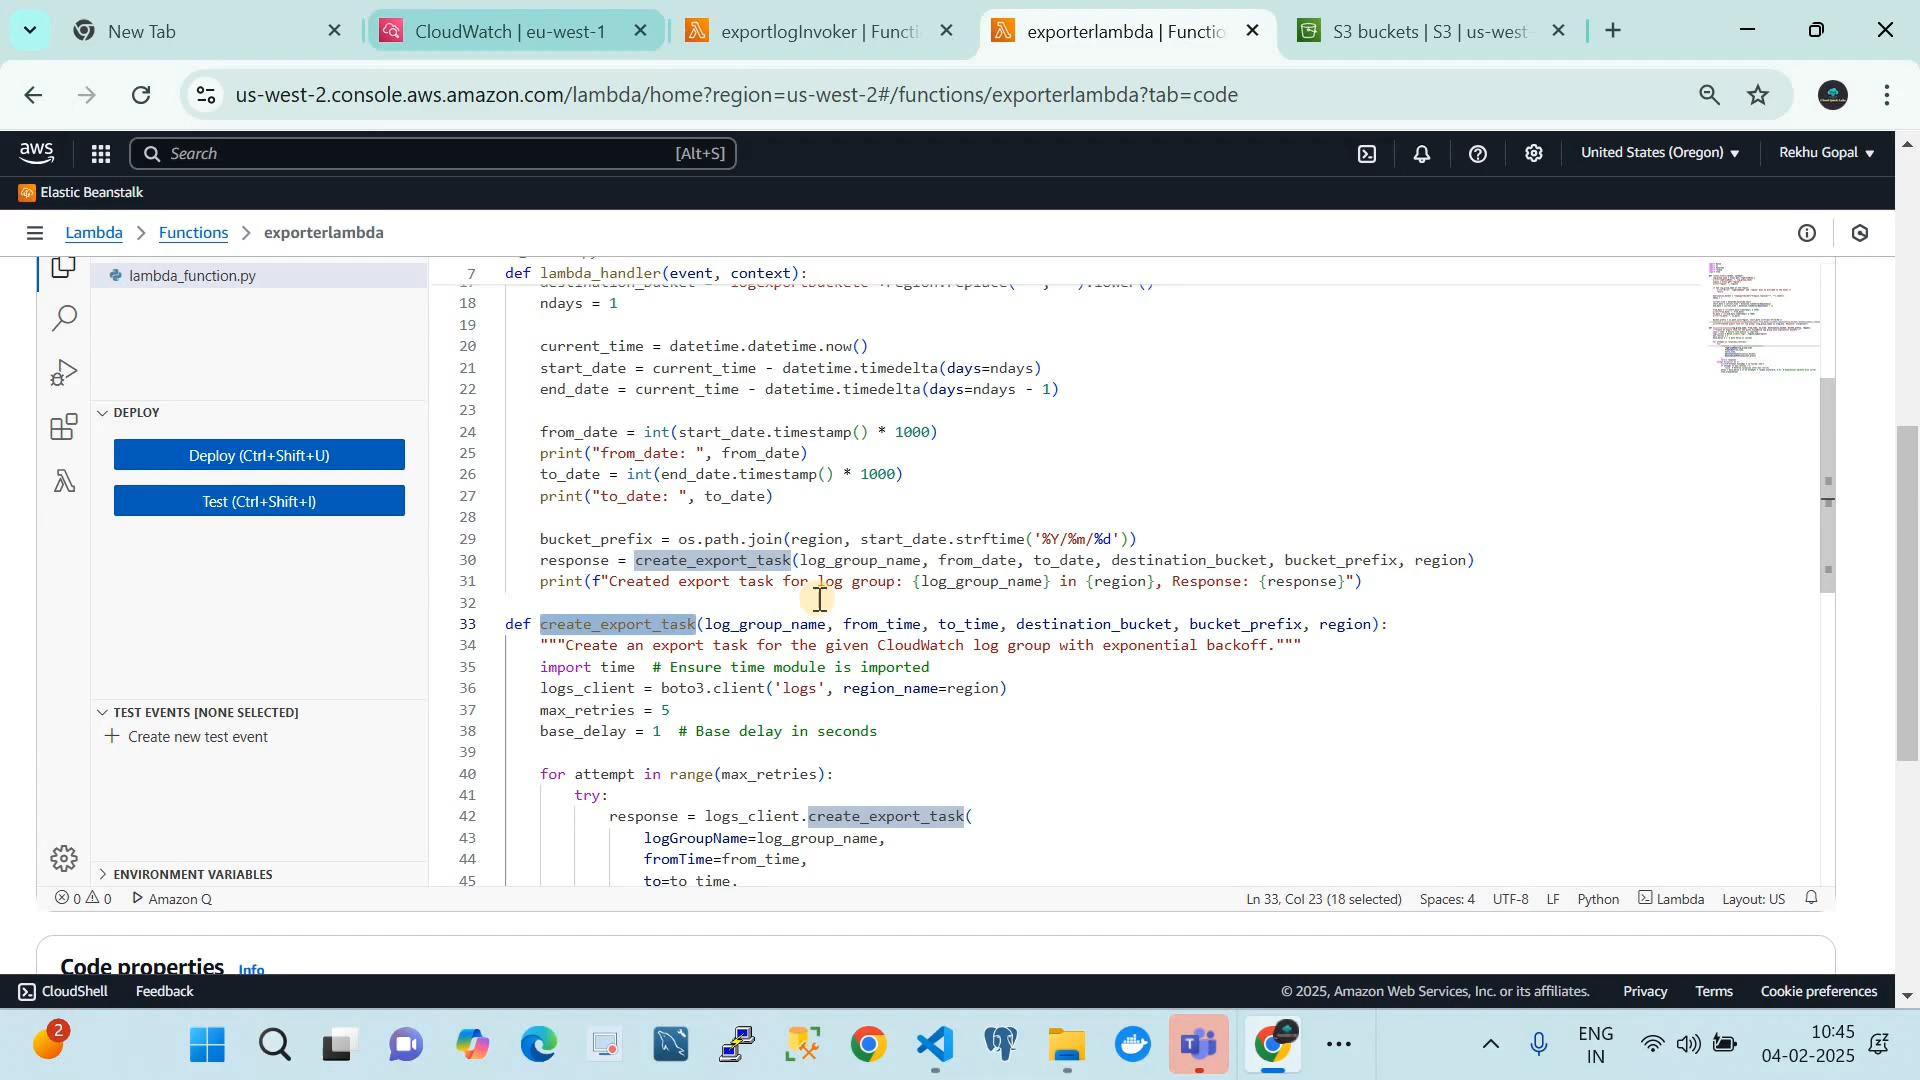 New Tab
CloudWatch | eu-west-1
exportlogInvoker | Functi
exporterlambda | Functio
S3 buckets | S3 | us-west-
us-west-2.console.aws.amazon.com/lambda/home?region=us-west-2#/functions/exporterlambda?tab=code
aws
Search
[Alt+S]
United States (Oregon)
Rekhu Gopal
Elastic Beanstalk
Lambda
Functions
exporterlambda
lambda_function.py
DEPLOY
Deploy (Ctrl+Shift+U)
Test (Ctrl+Shift+I)
TEST EVENTS [NONE SELECTED]
Create new test event
ENVIRONMENT VARIABLES
7 def lambda_handler(event, context):
18 ndays = 1
19
20 current_time = datetime.datetime.now()
21 start_date = current_time - datetime.timedelta(days=ndays)
22 end_date = current_time - datetime.timedelta(days=ndays - 1)
23
24 from_date = int(start_date.timestamp() * 1000)
25 print("from_date: ", from_date)
26 to_date = int(end_date.timestamp() * 1000)
27 print("to_date: ", to_date)
28
29 bucket_prefix = os.path.join(region, start_date.strftime('%Y/%m/%d'))
30 response = create_export_task(log_group_name, from_date, to_date, destination_bucket, bucket_prefix, region)
31 print(f"Created export task for log group: {log_group_name} in {region}, Response: {response}")
32
33 def create_export_task(log_group_name, from_time, to_time, destination_bucket, bucket_prefix, region):
34 """Create an export task for the given CloudWatch log group with exponential backoff."""
35 import time # Ensure time module is imported
36 logs_client = boto3.client('logs', region_name=region)
37 max_retries = 5
38 base_delay = 1 # Base delay in seconds
39
40 for attempt in range(max_retries):
41 try:
42 response = logs_client.create_export_task(
43 logGroupName=log_group_name,
44 fromTime=from_time,
45 to=to_time,
0 0
Amazon Q
Ln 33, Col 23 (18 selected)
Spaces: 4
UTF-8
LF
Python
Lambda
Layout: US
Code properties
Info
CloudShell
Feedback
© 2025, Amazon Web Services, Inc. or its affiliates.
Privacy
Terms
Cookie preferences
2
ENG
IN
10:45
04-02-2025